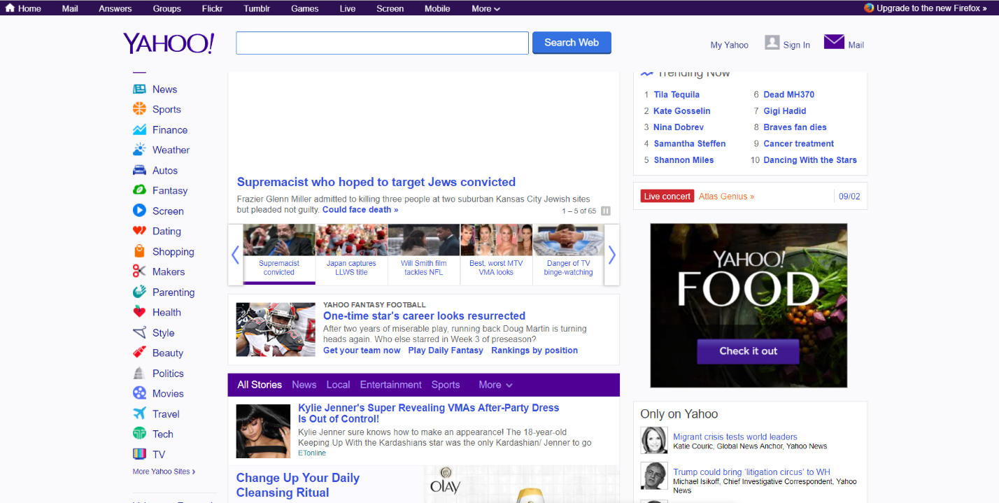 Home Mail Answers Groups Flickr Tumblr Games Live Screen Mobile More
Upgrade to the new Firefox »
YAHOO!
Search Web
My Yahoo
Sign In
Mail
News
Sports
Finance
Weather
Autos
Fantasy
Screen
Dating
Shopping
Makers
Parenting
Health
Style
Beauty
Politics
Movies
Travel
Tech
TV
More Yahoo Sites ›
Supremacist who hoped to target Jews convicted
Frazier Glenn Miller admitted to killing three people at two suburban Kansas City Jewish sites
but pleaded not guilty. Could face death »
1 – 5 of 65
Supremacist
convicted
Japan captures
LLWS title
Will Smith film
tackles NFL
Best, worst MTV
VMA looks
Danger of TV
binge-watching
YAHOO FANTASY FOOTBALL
One-time star's career looks resurrected
After two years of miserable play, running back Doug Martin is turning
heads again. Who else starred in Week 3 of preseason?
Get your team now Play Daily Fantasy Rankings by position
All Stories News Local Entertainment Sports More
Kylie Jenner's Super Revealing VMAs After-Party Dress
Is Out of Control!
Kylie Jenner sure knows how to make an appearance! The 18-year-old
Keeping Up With the Kardashians star was the only Kardashian/ Jenner to go
ETonline
Change Up Your Daily
Cleansing Ritual
OLAY
Trending Now
1 Tila Tequila
2 Kate Gosselin
3 Nina Dobrev
4 Samantha Steffen
5 Shannon Miles
6 Dead MH370
7 Gigi Hadid
8 Braves fan dies
9 Cancer treatment
10 Dancing With the Stars
Live concert Atlas Genius » 09/02
YAHOO!
FOOD
Check it out
Only on Yahoo
Migrant crisis tests world leaders
Katie Couric, Global News Anchor, Yahoo News
Trump could bring 'litigation circus' to WH
Michael Isikoff, Chief Investigative Correspondent, Yahoo
News